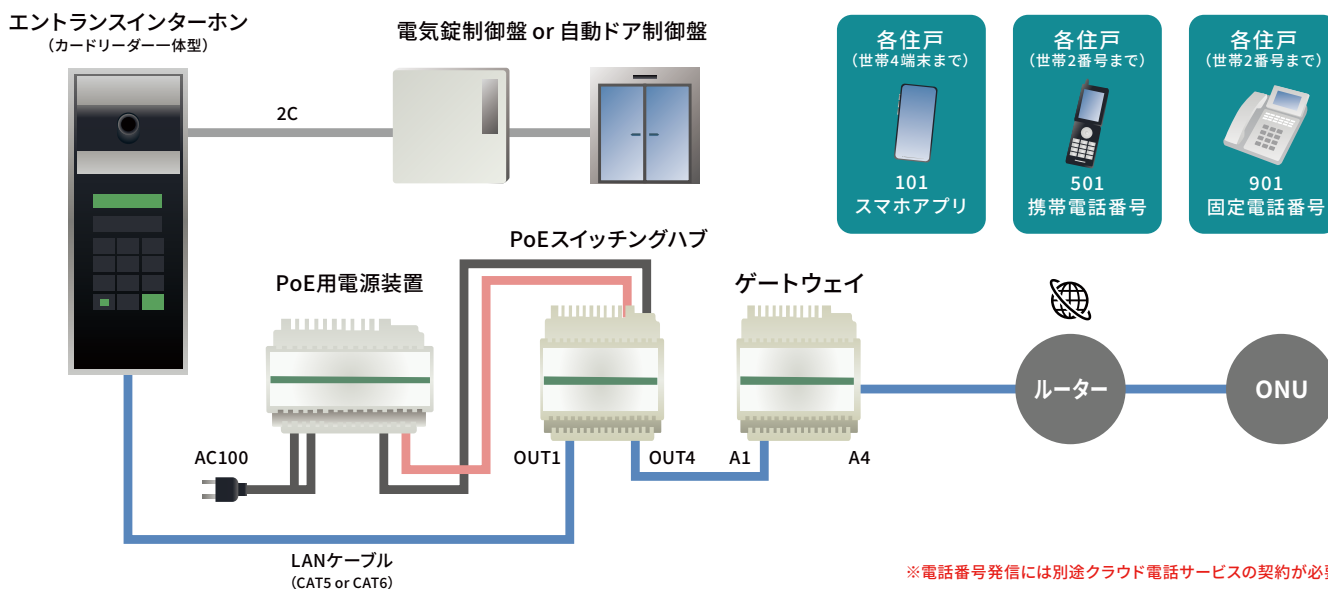 エントランスインターホン
（カードリーダー一体型）
電気錠制御盤 or 自動ドア制御盤
2C
各住戸
（世帯4端末まで）
101
スマホアプリ
各住戸
（世帯2番号まで）
501
携帯電話番号
各住戸
（世帯2番号まで）
901
固定電話番号
PoE用電源装置
PoEスイッチングハブ
ゲートウェイ
ルーター
ONU
AC100
OUT1
OUT4
A1
A4
LANケーブル
（CAT5 or CAT6）
※電話番号発信には別途クラウド電話サービスの契約が必